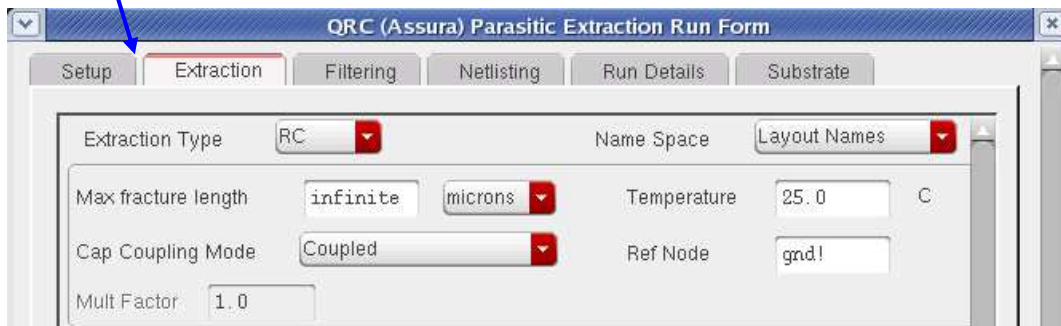 QRC (Assura) Parasitic Extraction Run Form
Setup Extraction Filtering Netlisting Run Details Substrate
Extraction Type RC Name Space Layout Names
Max fracture length infinite microns Temperature 25.0 C
Cap Coupling Mode Coupled Ref Node gnd!
Mult Factor 1.0